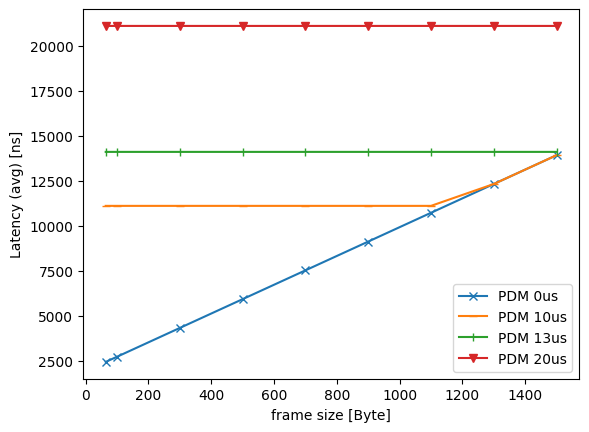 20000
17500
15000
12500
10000
7500
5000
2500
Latency (avg) [ns]
0
200
400
600
800
1000
1200
1400
frame size [Byte]
PDM 0us
PDM 10us
PDM 13us
PDM 20us